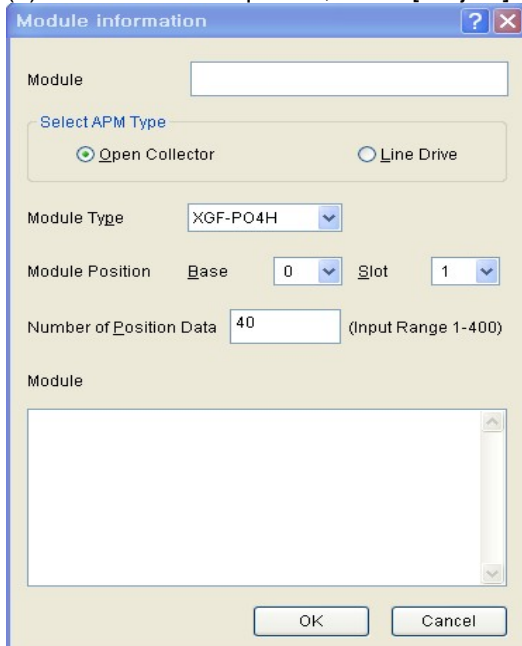 Module information
Module
Select APM Type
Open Collector
Line Drive
Module Type
XGF-PO4H
Module Position Base 0 Slot 1
Number of Position Data 40 (Input Range 1-400)
Module
OK Cancel